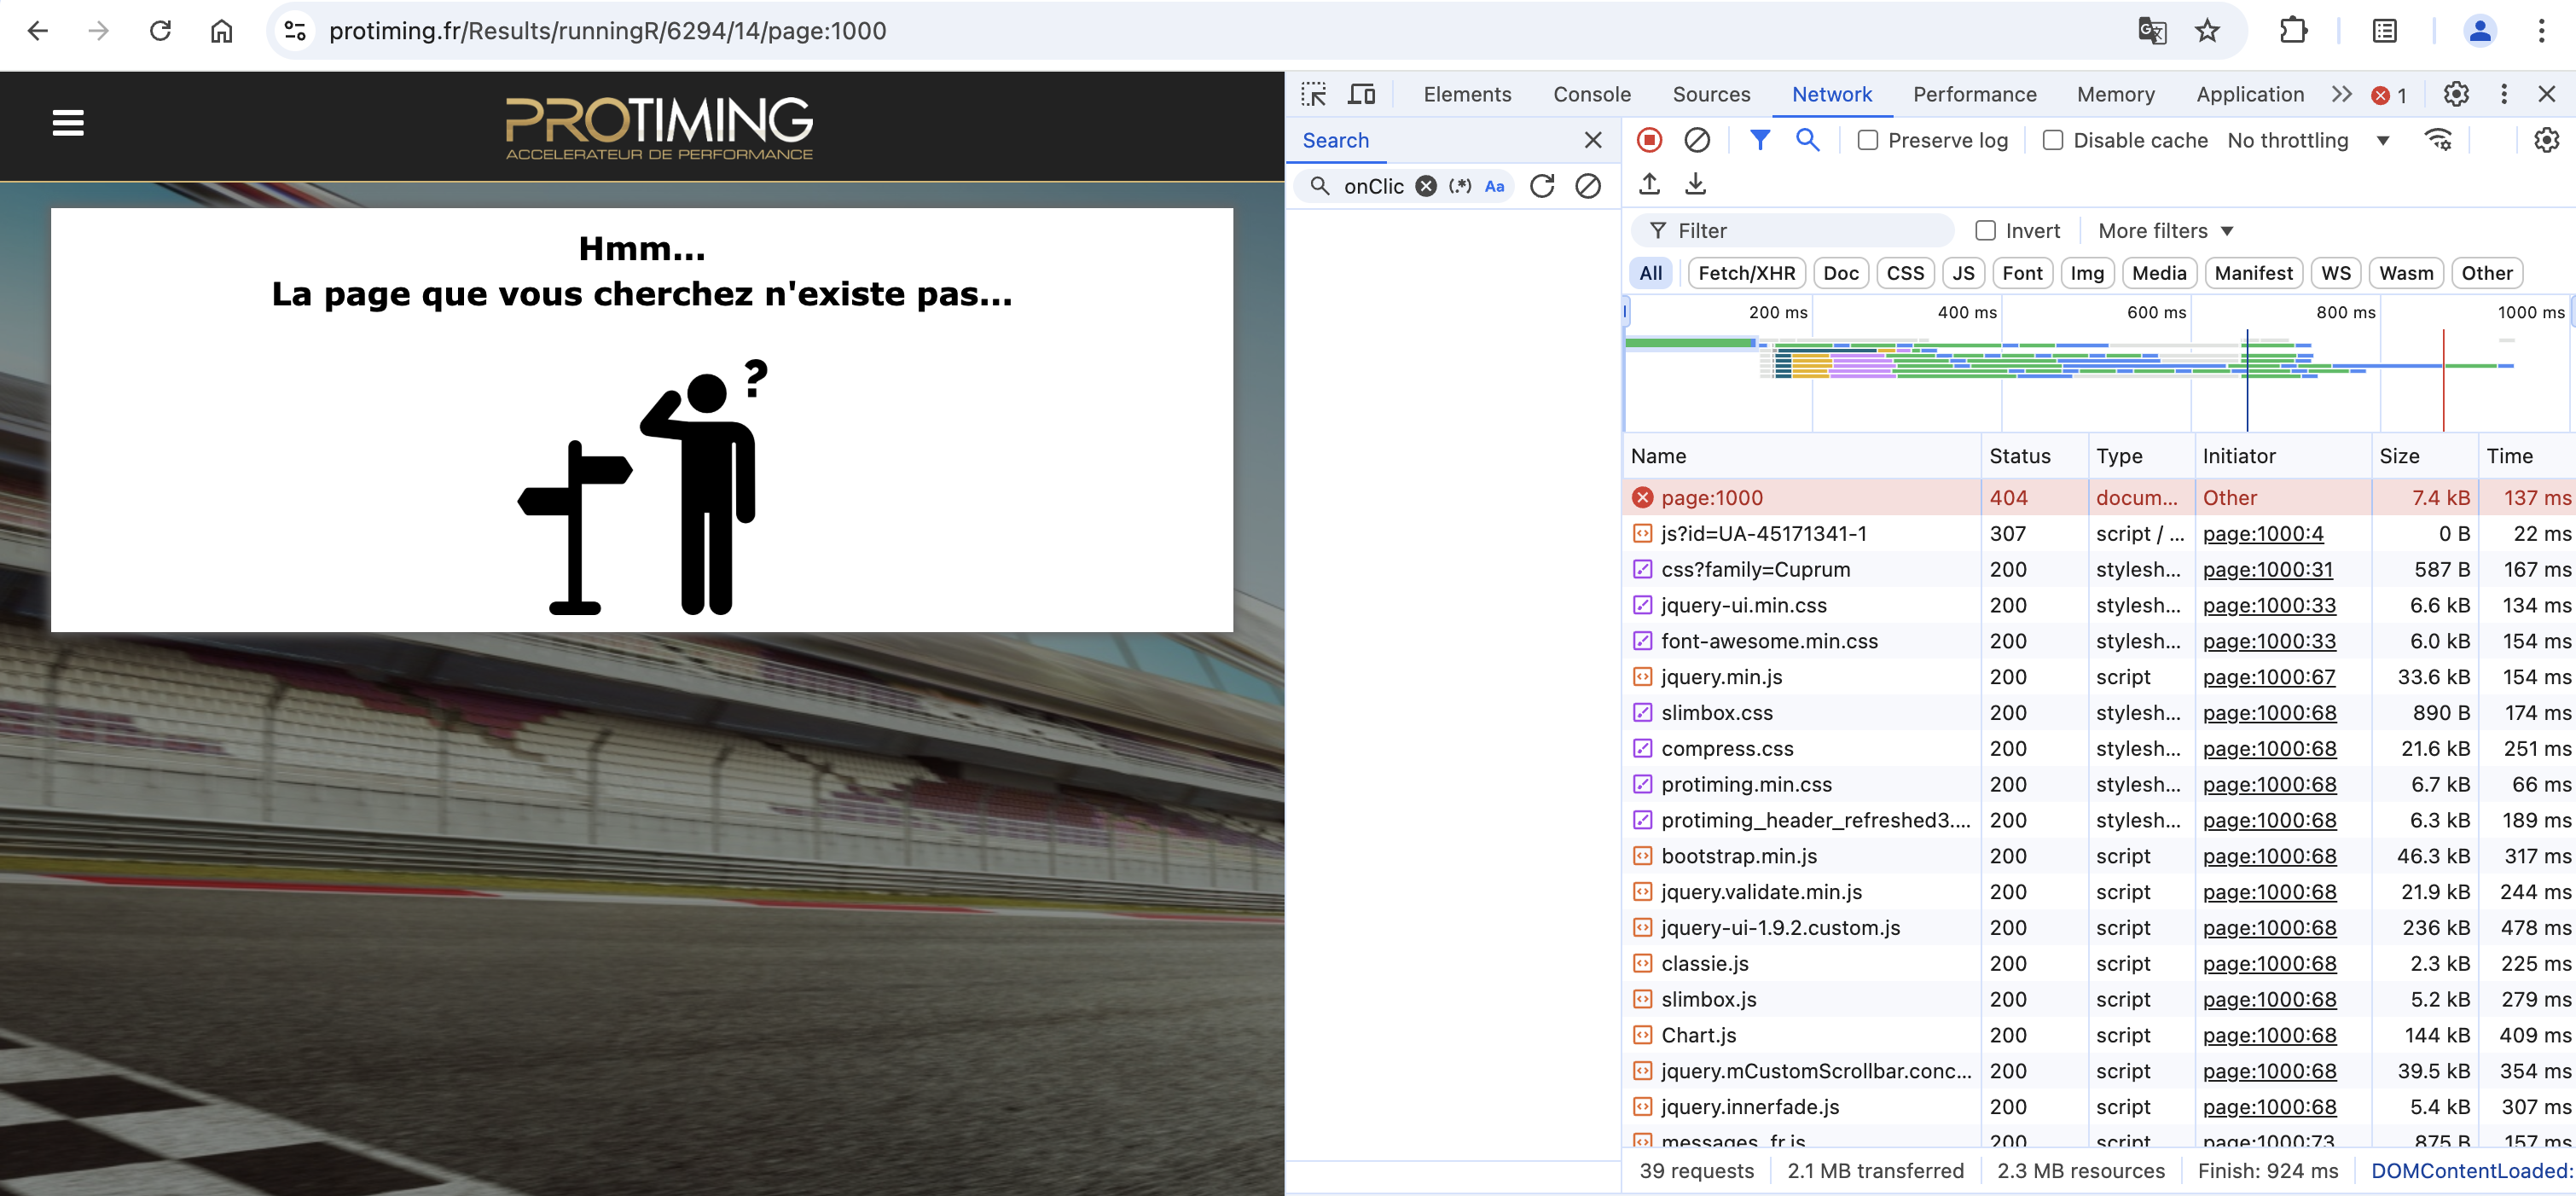 protiming.fr/Results/runningR/6294/14/page:1000
PROTIMING
ACCELERATEUR DE PERFORMANCE
Hmm...
La page que vous cherchez n'existe pas...
?
Elements Console Sources Network Performance Memory Application 1
Search
Preserve log Disable cache No throttling
onClic (.*) Aa
Filter Invert More filters
All Fetch/XHR Doc CSS JS Font Img Media Manifest WS Wasm Other
200 ms 400 ms 600 ms 800 ms 1000 ms
Name Status Type Initiator Size Time
page:1000 404 docum... Other 7.4 kB 137 ms
js?id=UA-45171341-1 307 script / ... page:1000:4 0 B 22 ms
css?family=Cuprum 200 stylesh... page:1000:31 587 B 167 ms
jquery-ui.min.css 200 stylesh... page:1000:33 6.6 kB 134 ms
font-awesome.min.css 200 stylesh... page:1000:33 6.0 kB 154 ms
jquery.min.js 200 script page:1000:67 33.6 kB 154 ms
slimbox.css 200 stylesh... page:1000:68 890 B 174 ms
compress.css 200 stylesh... page:1000:68 21.6 kB 251 ms
protiming.min.css 200 stylesh... page:1000:68 6.7 kB 66 ms
protiming_header_refreshed3.... 200 stylesh... page:1000:68 6.3 kB 189 ms
bootstrap.min.js 200 script page:1000:68 46.3 kB 317 ms
jquery.validate.min.js 200 script page:1000:68 21.9 kB 244 ms
jquery-ui-1.9.2.custom.js 200 script page:1000:68 236 kB 478 ms
classie.js 200 script page:1000:68 2.3 kB 225 ms
slimbox.js 200 script page:1000:68 5.2 kB 279 ms
Chart.js 200 script page:1000:68 144 kB 409 ms
jquery.mCustomScrollbar.conc... 200 script page:1000:68 39.5 kB 354 ms
jquery.innerfade.js 200 script page:1000:68 5.4 kB 307 ms
messages_fr.js 200 script page:1000:73 875 B 157 ms
39 requests 2.1 MB transferred 2.3 MB resources Finish: 924 ms DOMContentLoaded: